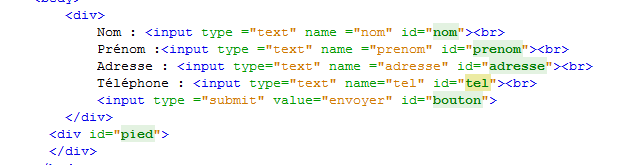 <body>
<div>
Nom : <input type ="text" name ="nom" id="nom"><br>
Prénom :<input type ="text" name ="prenom" id="prenom"><br>
Adresse : <input type ="text" name ="adresse" id="adresse"><br>
Téléphone : <input type="text" name="tel" id="tel"><br>
<input type ="submit" value="envoyer" id="bouton">
</div>
<div id="pied">
</div>